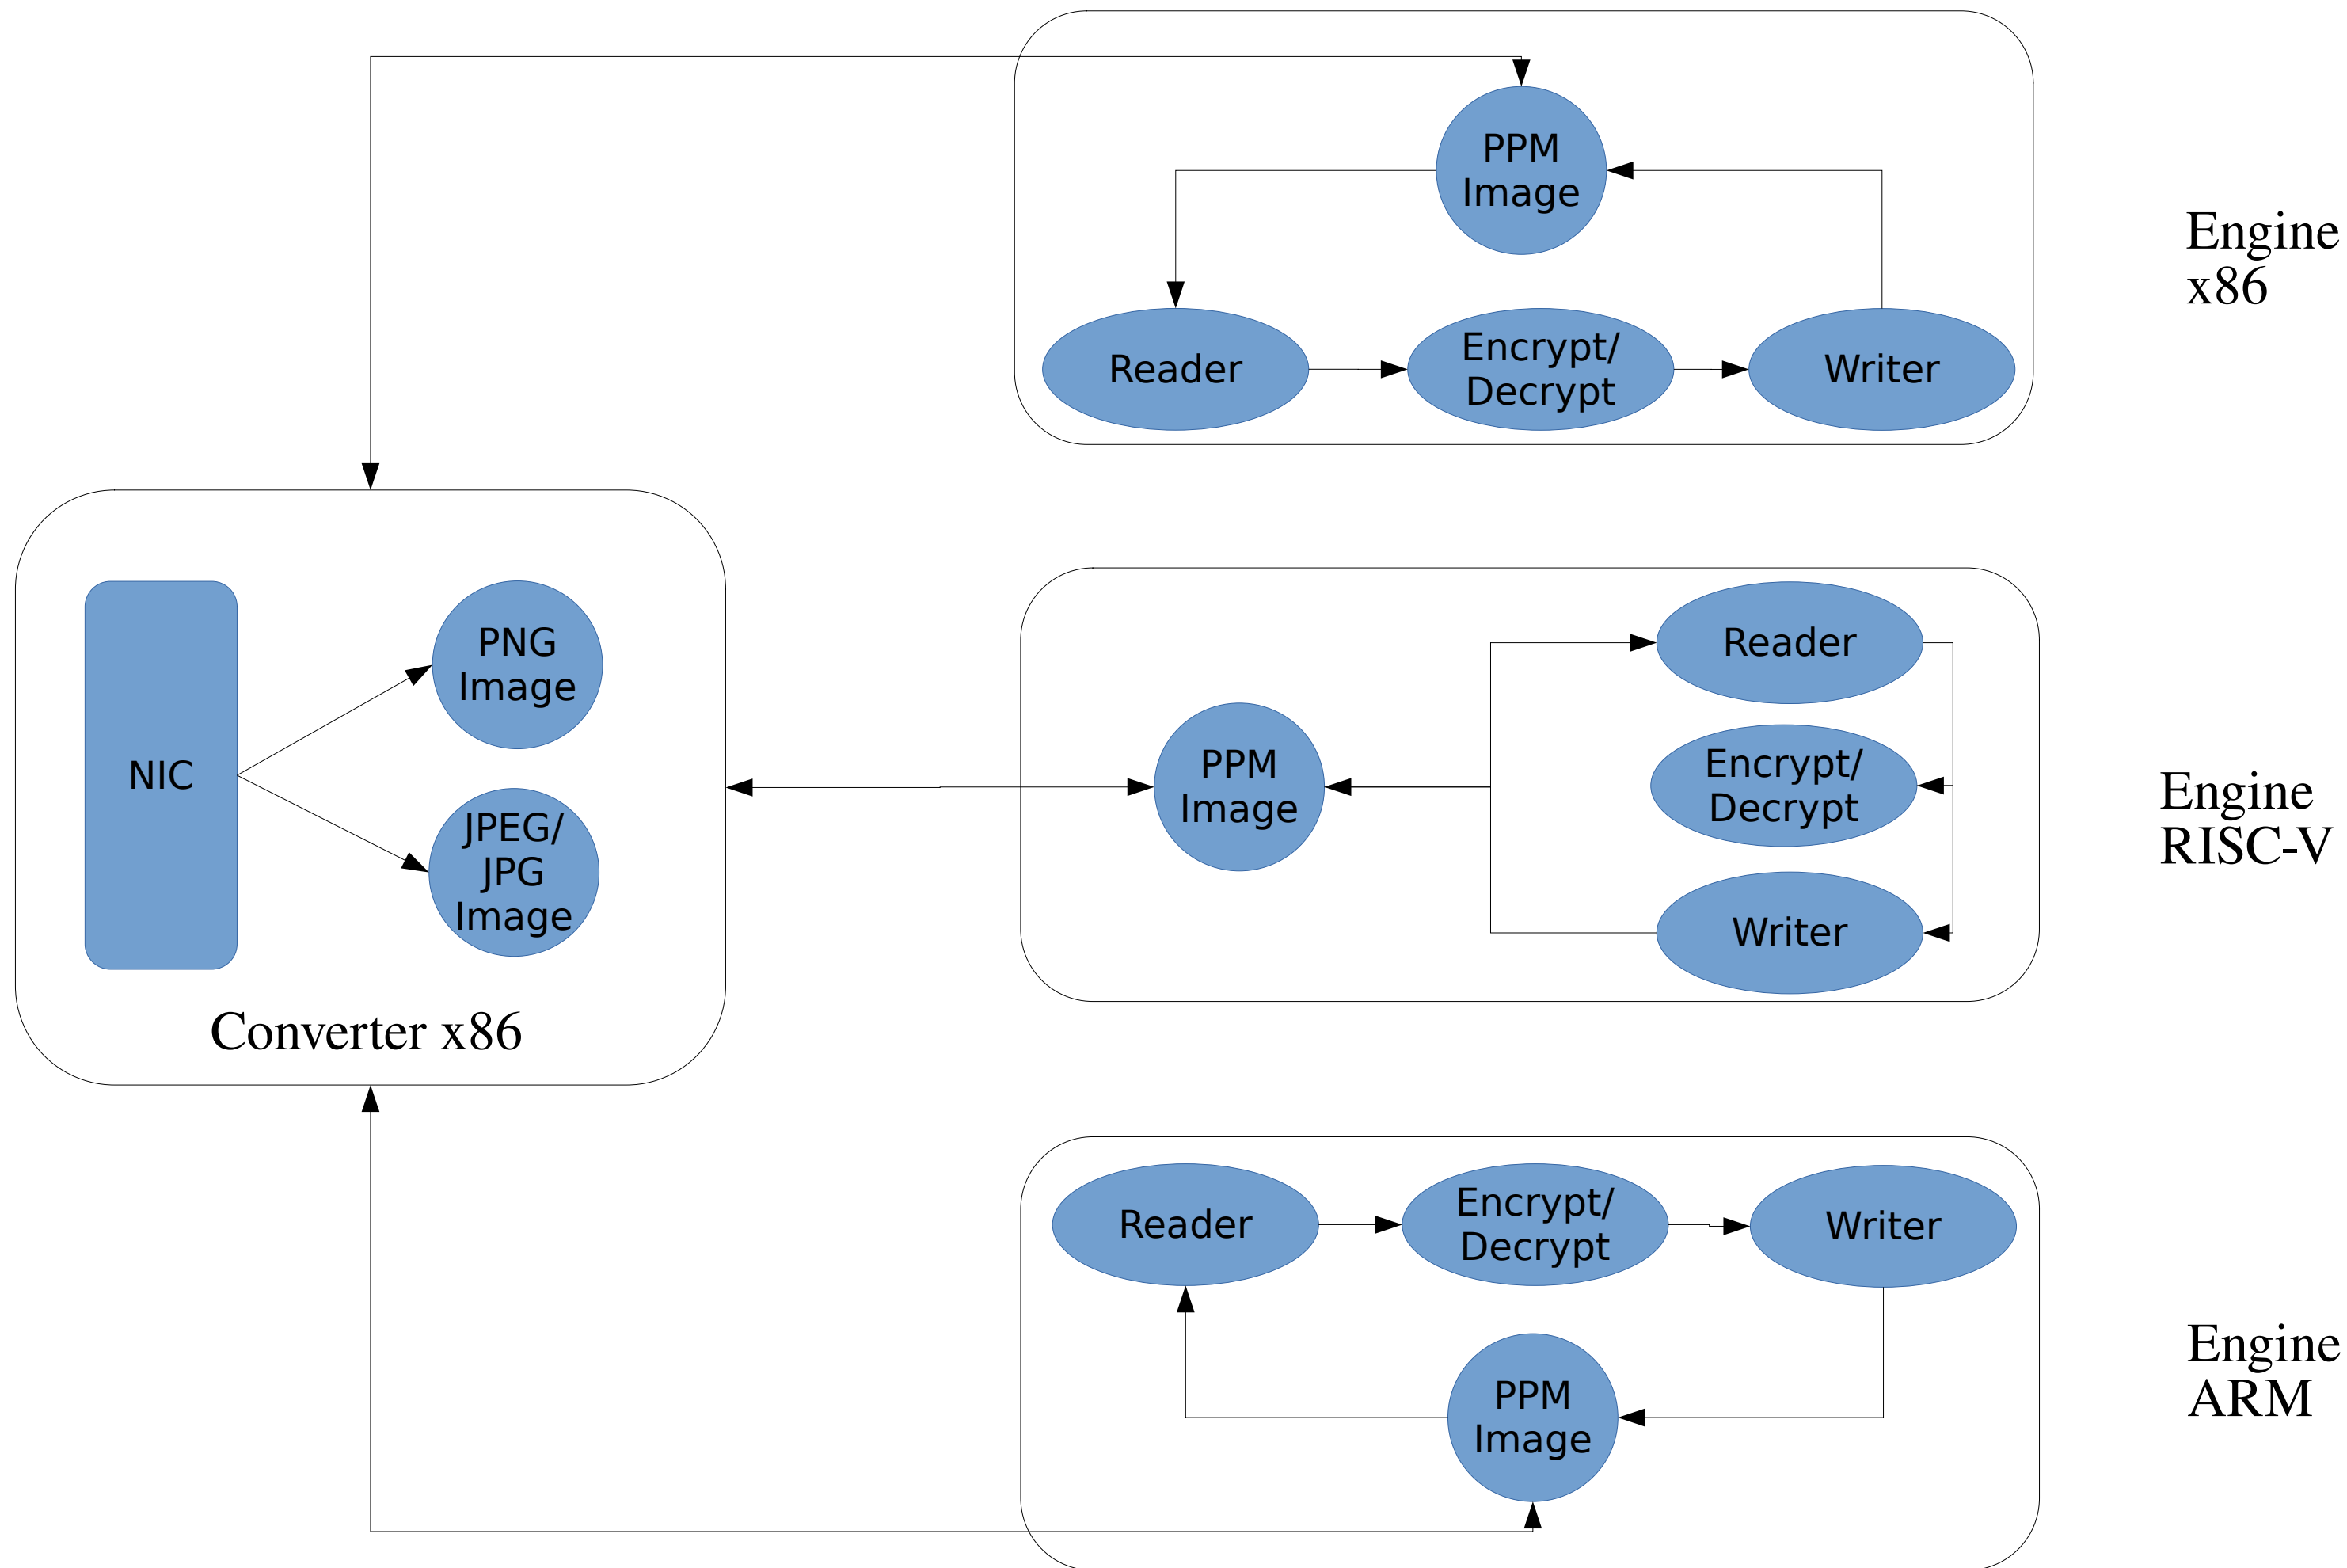 PPM
Image
Reader
Encrypt/
Decrypt
Writer
Engine
x86
NIC
PNG
Image
JPEG/
JPG
Image
Converter x86
PPM
Image
Reader
Encrypt/
Decrypt
Writer
Engine
RISC-V
Reader
Encrypt/
Decrypt
Writer
PPM
Image
Engine
ARM